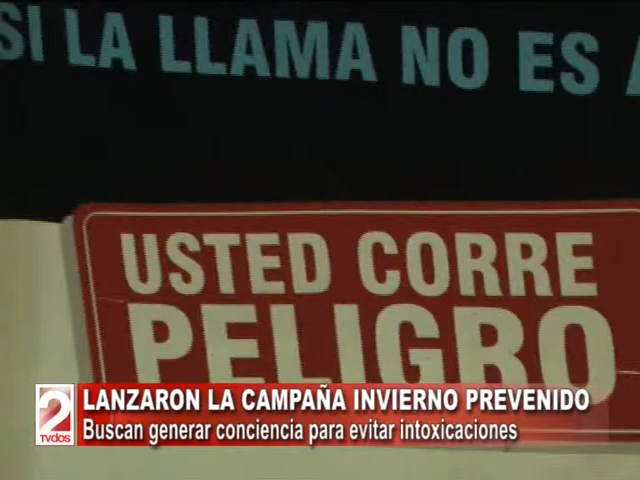 SI LA LLAMA NO ES
USTED CORRE
PELIGRO
LANZARON LA CAMPAÑA INVIERNO PREVENIDO
2 Buscan generar conciencia para evitar intoxicaciones
TVDOS